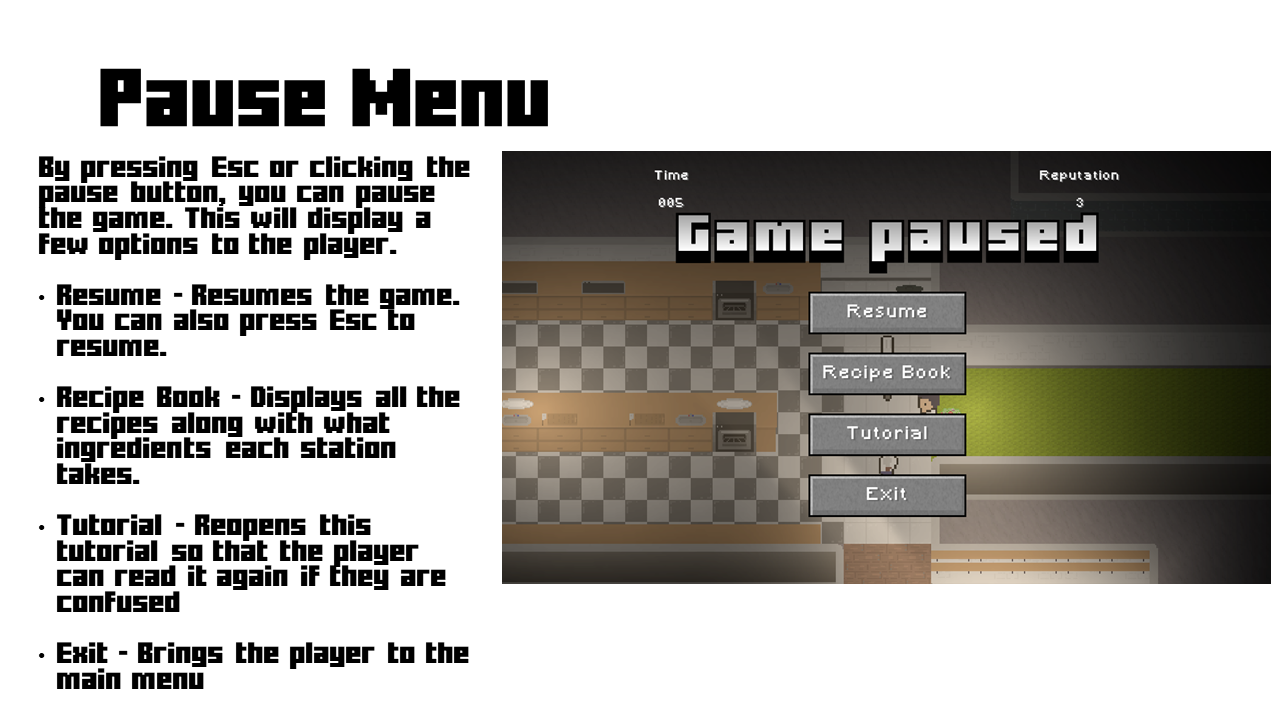 Pause Menu
By pressing Esc or clicking the
pause button, you can pause
the game. This will display a
few options to the player.
• Resume - Resumes the game.
You can also press Esc to
resume.
• Recipe Book - Displays all the
recipes along with what
ingredients each station
takes.
• Tutorial - Reopens this
tutorial so that the player
can read it again if they are
confused
• Exit - Brings the player to the
main menu
Time
005
Reputation
3
Game paused
Resume
Recipe Book
Tutorial
Exit